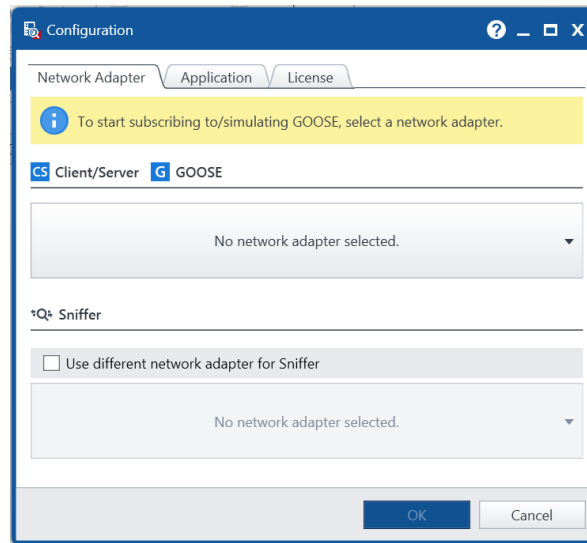 Configuration
Network Adapter Application License
To start subscribing to/simulating GOOSE, select a network adapter.
CS Client/Server G GOOSE
No network adapter selected.
Sniffer
Use different network adapter for Sniffer
No network adapter selected.
OK Cancel